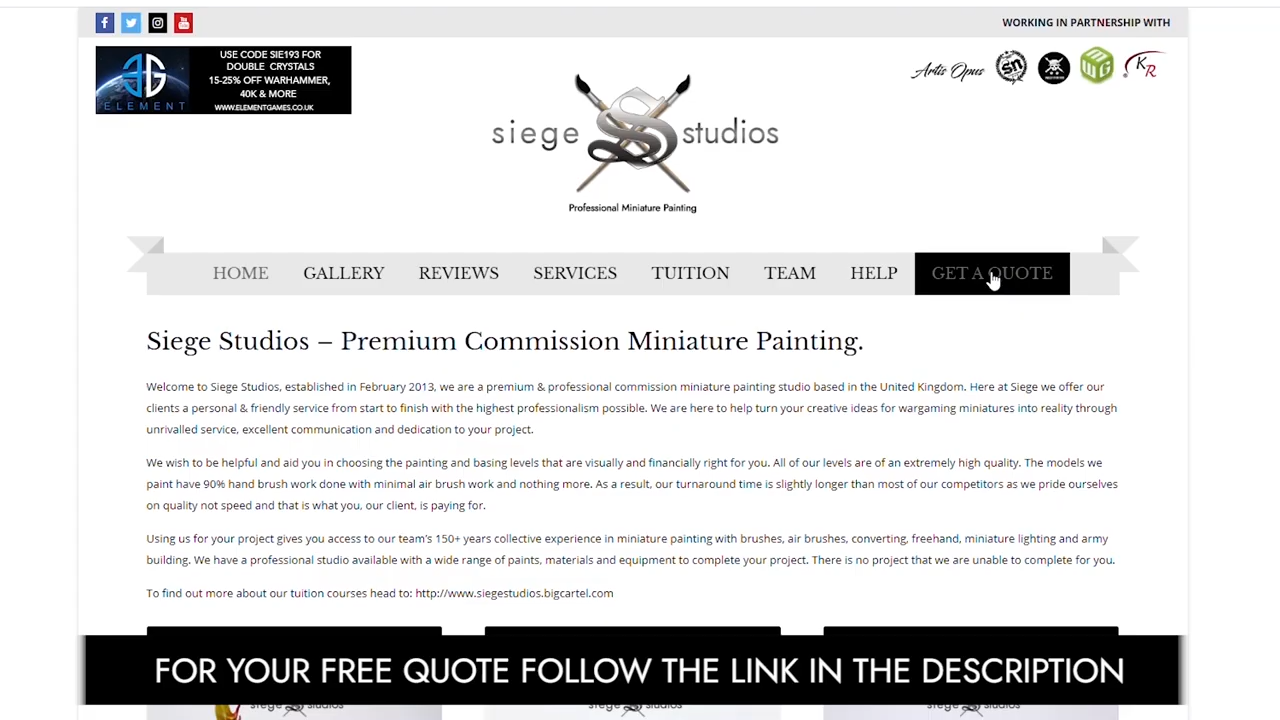 WORKING IN PARTNERSHIP WITH
USE CODE SIE193 FOR
DOUBLE CRYSTALS
15-25% OFF WARHAMMER,
40K & MORE
WWW.ELEMENTGAMES.CO.UK
ELEMENT
Artis Opus
sn
MWG
KR
siege studios
Professional Miniature Painting
HOME GALLERY REVIEWS SERVICES TUITION TEAM HELP GET A QUOTE
Siege Studios – Premium Commission Miniature Painting.
Welcome to Siege Studios, established in February 2013, we are a premium & professional commission miniature painting studio based in the United Kingdom. Here at Siege we offer our
clients a personal & friendly service from start to finish with the highest professionalism possible. We are here to help turn your creative ideas for wargaming miniatures into reality through
unrivalled service, excellent communication and dedication to your project.
We wish to be helpful and aid you in choosing the painting and basing levels that are visually and financially right for you. All of our levels are of an extremely high quality. The models we
paint have 90% hand brush work done with minimal air brush work and nothing more. As a result, our turnaround time is slightly longer than most of our competitors as we pride ourselves
on quality not speed and that is what you, our client, is paying for.
Using us for your project gives you access to our team's 150+ years collective experience in miniature painting with brushes, air brushes, converting, freehand, miniature lighting and army
building. We have a professional studio available with a wide range of paints, materials and equipment to complete your project. There is no project that we are unable to complete for you.
To find out more about our tuition courses head to: http://www.siegestudios.bigcartel.com
FOR YOUR FREE QUOTE FOLLOW THE LINK IN THE DESCRIPTION